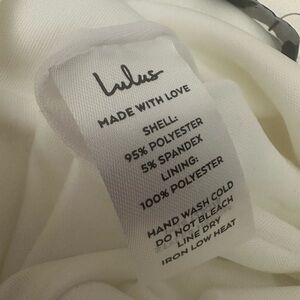 Lulus
MADE WITH LOVE
SHELL:
95% POLYESTER
5% SPANDEX
LINING:
100% POLYESTER
HAND WASH COLD
DO NOT BLEACH
LINE DRY
IRON LOW HEAT